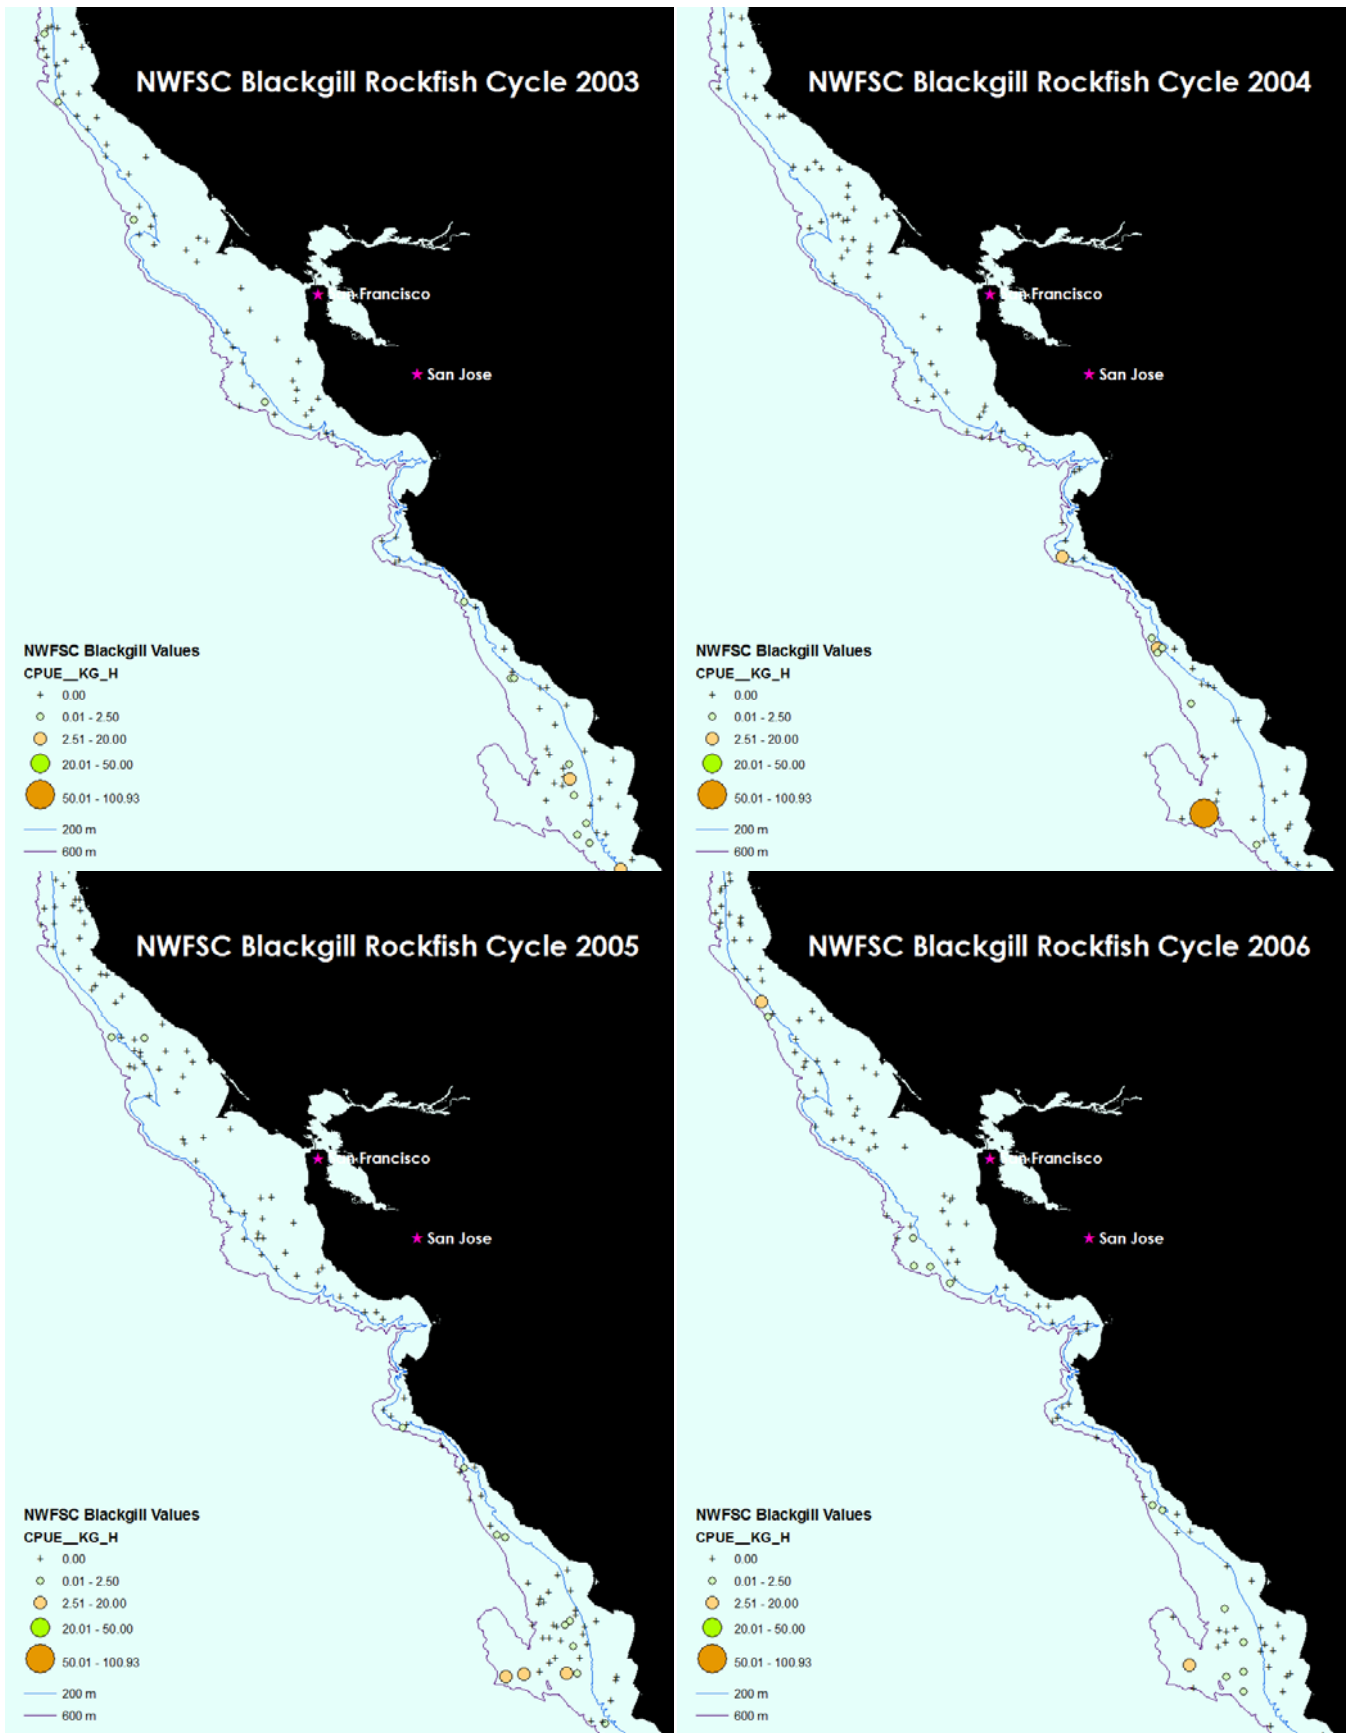 NWFSC Blackgill Rockfish Cycle 2003
San Francisco
San Jose
NWFSC Blackgill Values
CPUE__KG_H
0.00
0.01 - 2.50
2.51 - 20.00
20.01 - 50.00
50.01 - 100.93
200 m
600 m
NWFSC Blackgill Rockfish Cycle 2004
San Francisco
San Jose
NWFSC Blackgill Values
CPUE__KG_H
0.00
0.01 - 2.50
2.51 - 20.00
20.01 - 50.00
50.01 - 100.93
200 m
600 m
NWFSC Blackgill Rockfish Cycle 2005
San Francisco
San Jose
NWFSC Blackgill Values
CPUE__KG_H
0.00
0.01 - 2.50
2.51 - 20.00
20.01 - 50.00
50.01 - 100.93
200 m
600 m
NWFSC Blackgill Rockfish Cycle 2006
San Francisco
San Jose
NWFSC Blackgill Values
CPUE__KG_H
0.00
0.01 - 2.50
2.51 - 20.00
20.01 - 50.00
50.01 - 100.93
200 m
600 m